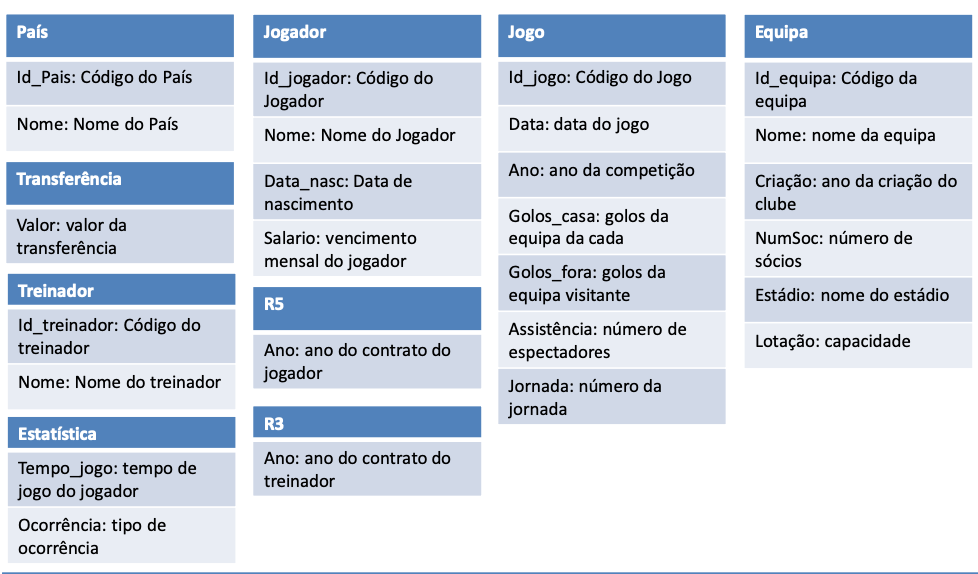 País
Id_Pais: Código do País
Nome: Nome do País
Transferência
Valor: valor da
transferência
Treinador
Id_treinador: Código do
treinador
Nome: Nome do treinador
Estatística
Tempo_jogo: tempo de
jogo do jogador
Ocorrência: tipo de
ocorrência
Jogador
Id_jogador: Código do
Jogador
Nome: Nome do Jogador
Data_nasc: Data de
nascimento
Salario: vencimento
mensal do jogador
R5
Ano: ano do contrato do
jogador
R3
Ano: ano do contrato do
treinador
Jogo
Id_jogo: Código do Jogo
Data: data do jogo
Ano: ano da competição
Golos_casa: golos da
equipa da cada
Golos_fora: golos da
equipa visitante
Assistência: número de
espectadores
Jornada: número da
jornada
Equipa
Id_equipa: Código da
equipa
Nome: nome da equipa
Criação: ano da criação do
clube
NumSoc: número de
sócios
Estádio: nome do estádio
Lotação: capacidade